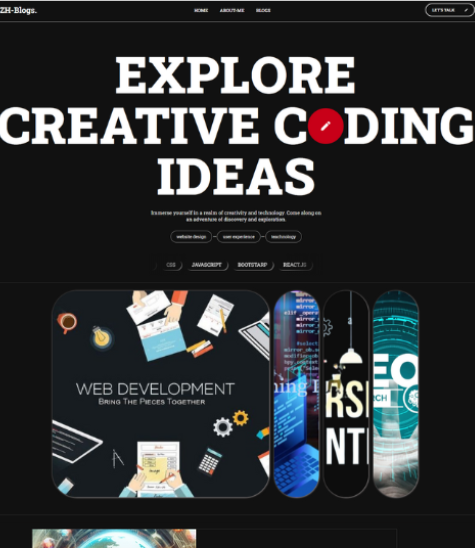 ZH-Blogs.
HOME ABOUT-ME BLOGS
LET'S TALK
EXPLORE
CREATIVE CODING
IDEAS
Immerse yourself in a realm of creativity and technology. Come along on
an adventure of discovery and exploration.
website-design user-experience teachnology
CSS JAVASCRIPT BOOTSTARP REACT.JS
WEB DEVELOPMENT
BRING THE PIECES TOGETHER